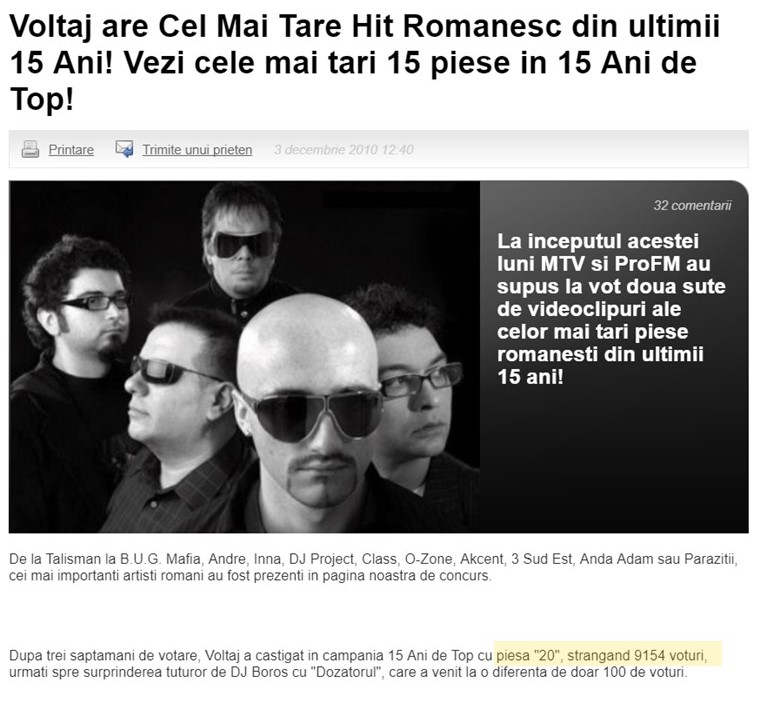 Voltaj are Cel Mai Tare Hit Romanesc din ultimii
15 Ani! Vezi cele mai tari 15 piese in 15 Ani de
Top!
Printare Trimite unui prieten 3 decembrie 2010 12:40
32 comentarii
La inceputul acestei
luni MTV si ProFM au
supus la vot doua sute
de videoclipuri ale
celor mai tari piese
romanesti din ultimii
15 ani!
De la Talisman la B.U.G. Mafia, Andre, Inna, DJ Project, Class, O-Zone, Akcent, 3 Sud Est, Anda Adam sau Parazitii,
cei mai importanti artisti romani au fost prezenti in pagina noastra de concurs.
Dupa trei saptamani de votare, Voltaj a castigat in campania 15 Ani de Top cu piesa "20", strangand 9154 voturi,
urmati spre surprinderea tuturor de DJ Boros cu "Dozatorul", care a venit la o diferenta de doar 100 de voturi.